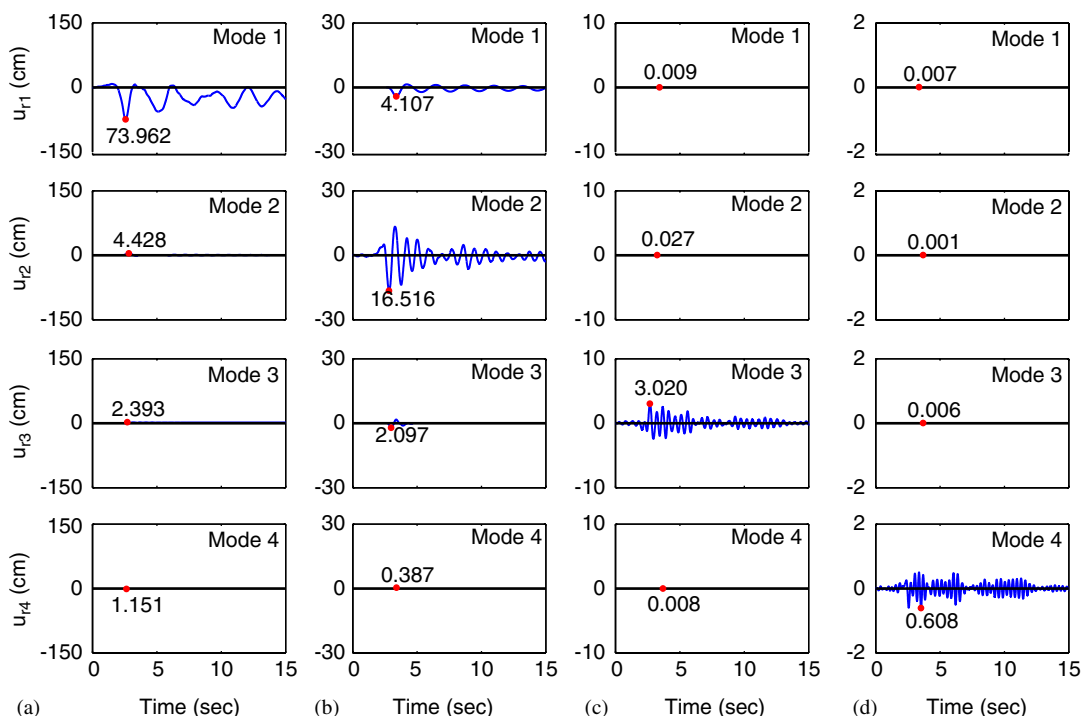 150 Mode 1 30 Mode 1 10 Mode 1 2 Mode 1
u_r1 (cm) 0 0 0 0.009 0 0.007
73.962 4.107
-150 -30 -10 -2
150 Mode 2 30 Mode 2 10 Mode 2 2 Mode 2
u_r2 (cm) 0 4.428 0 0 0.027 0 0.001
16.516
-150 -30 -10 -2
150 Mode 3 30 Mode 3 10 Mode 3 2 Mode 3
u_r3 (cm) 0 2.393 0 0 3.020 0 0.006
2.097
-150 -30 -10 -2
150 Mode 4 30 Mode 4 10 Mode 4 2 Mode 4
u_r4 (cm) 0 0 0.387 0 0
1.151 0.008 0.608
-150 -30 -10 -2
0 5 10 15 0 5 10 15 0 5 10 15 0 5 10 15
(a) Time (sec) (b) Time (sec) (c) Time (sec) (d) Time (sec)